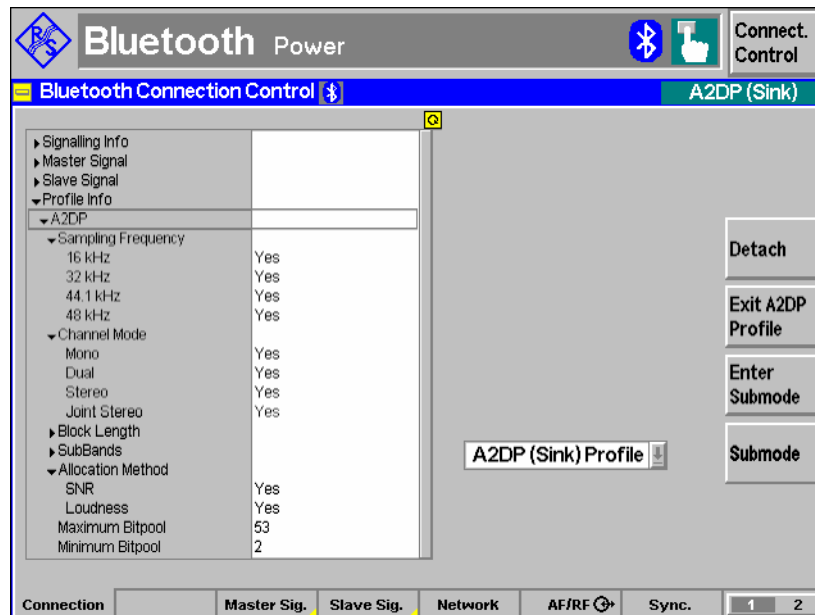 R S
Bluetooth Power
Connect.
Control
Bluetooth Connection Control
A2DP (Sink)
Signalling Info
Master Signal
Slave Signal
Profile Info
A2DP
Sampling Frequency
16 kHz Yes
32 kHz Yes
44.1 kHz Yes
48 kHz Yes
Channel Mode
Mono Yes
Dual Yes
Stereo Yes
Joint Stereo Yes
Block Length
SubBands
Allocation Method
SNR Yes
Loudness Yes
Maximum Bitpool 53
Minimum Bitpool 2
A2DP (Sink) Profile
Detach
Exit A2DP
Profile
Enter
Submode
Submode
Connection Master Sig. Slave Sig. Network AF/RF Sync. 1 2